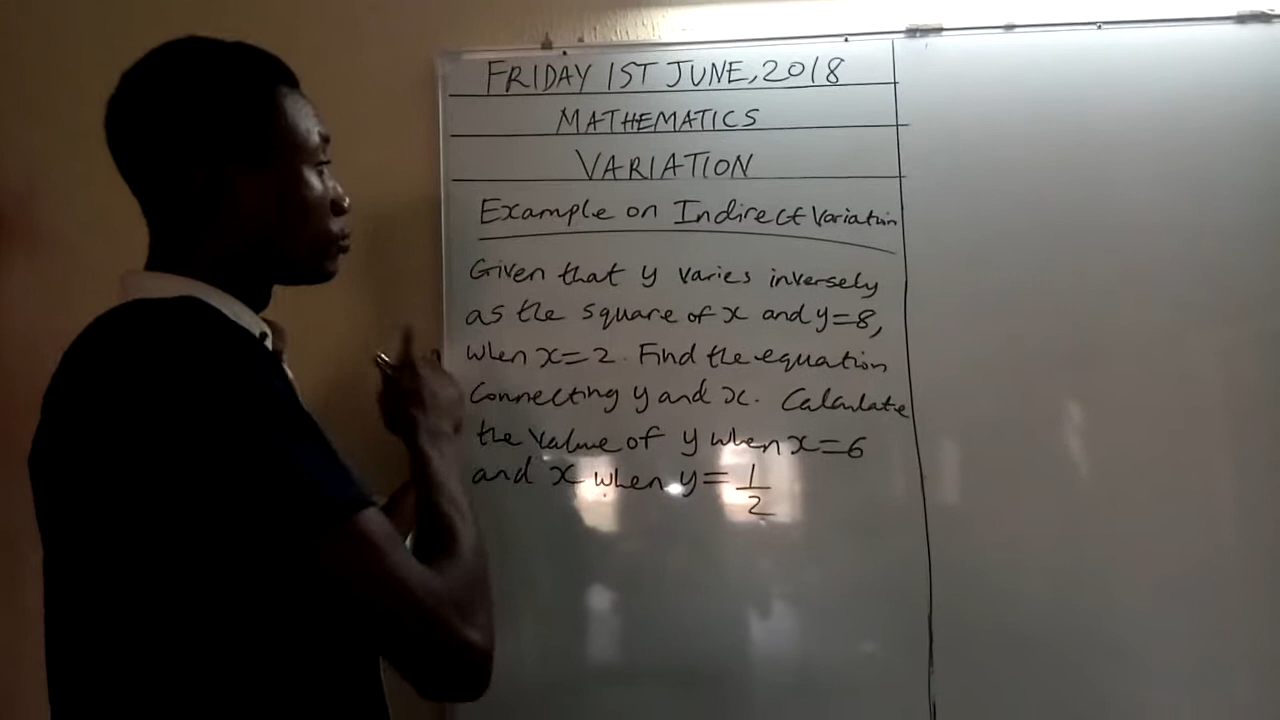 FRIDAY 1ST JUNE, 2018
MATHEMATICS
VARIATION
Example on Indirect Variation
Given that y varies inversely
as the square of x and y=8,
when x=2. Find the equation
connecting y and x. Calculate
the value of y when x=6
and x when y=1/2